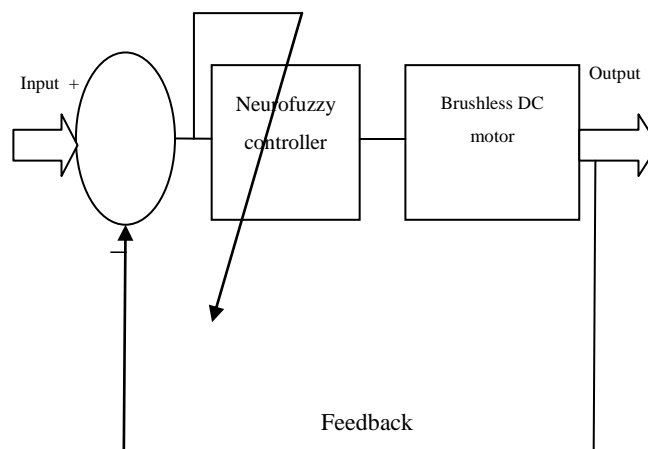 Input +
Output
Neurofuzzy
controller
Brushless DC
motor
–
Feedback